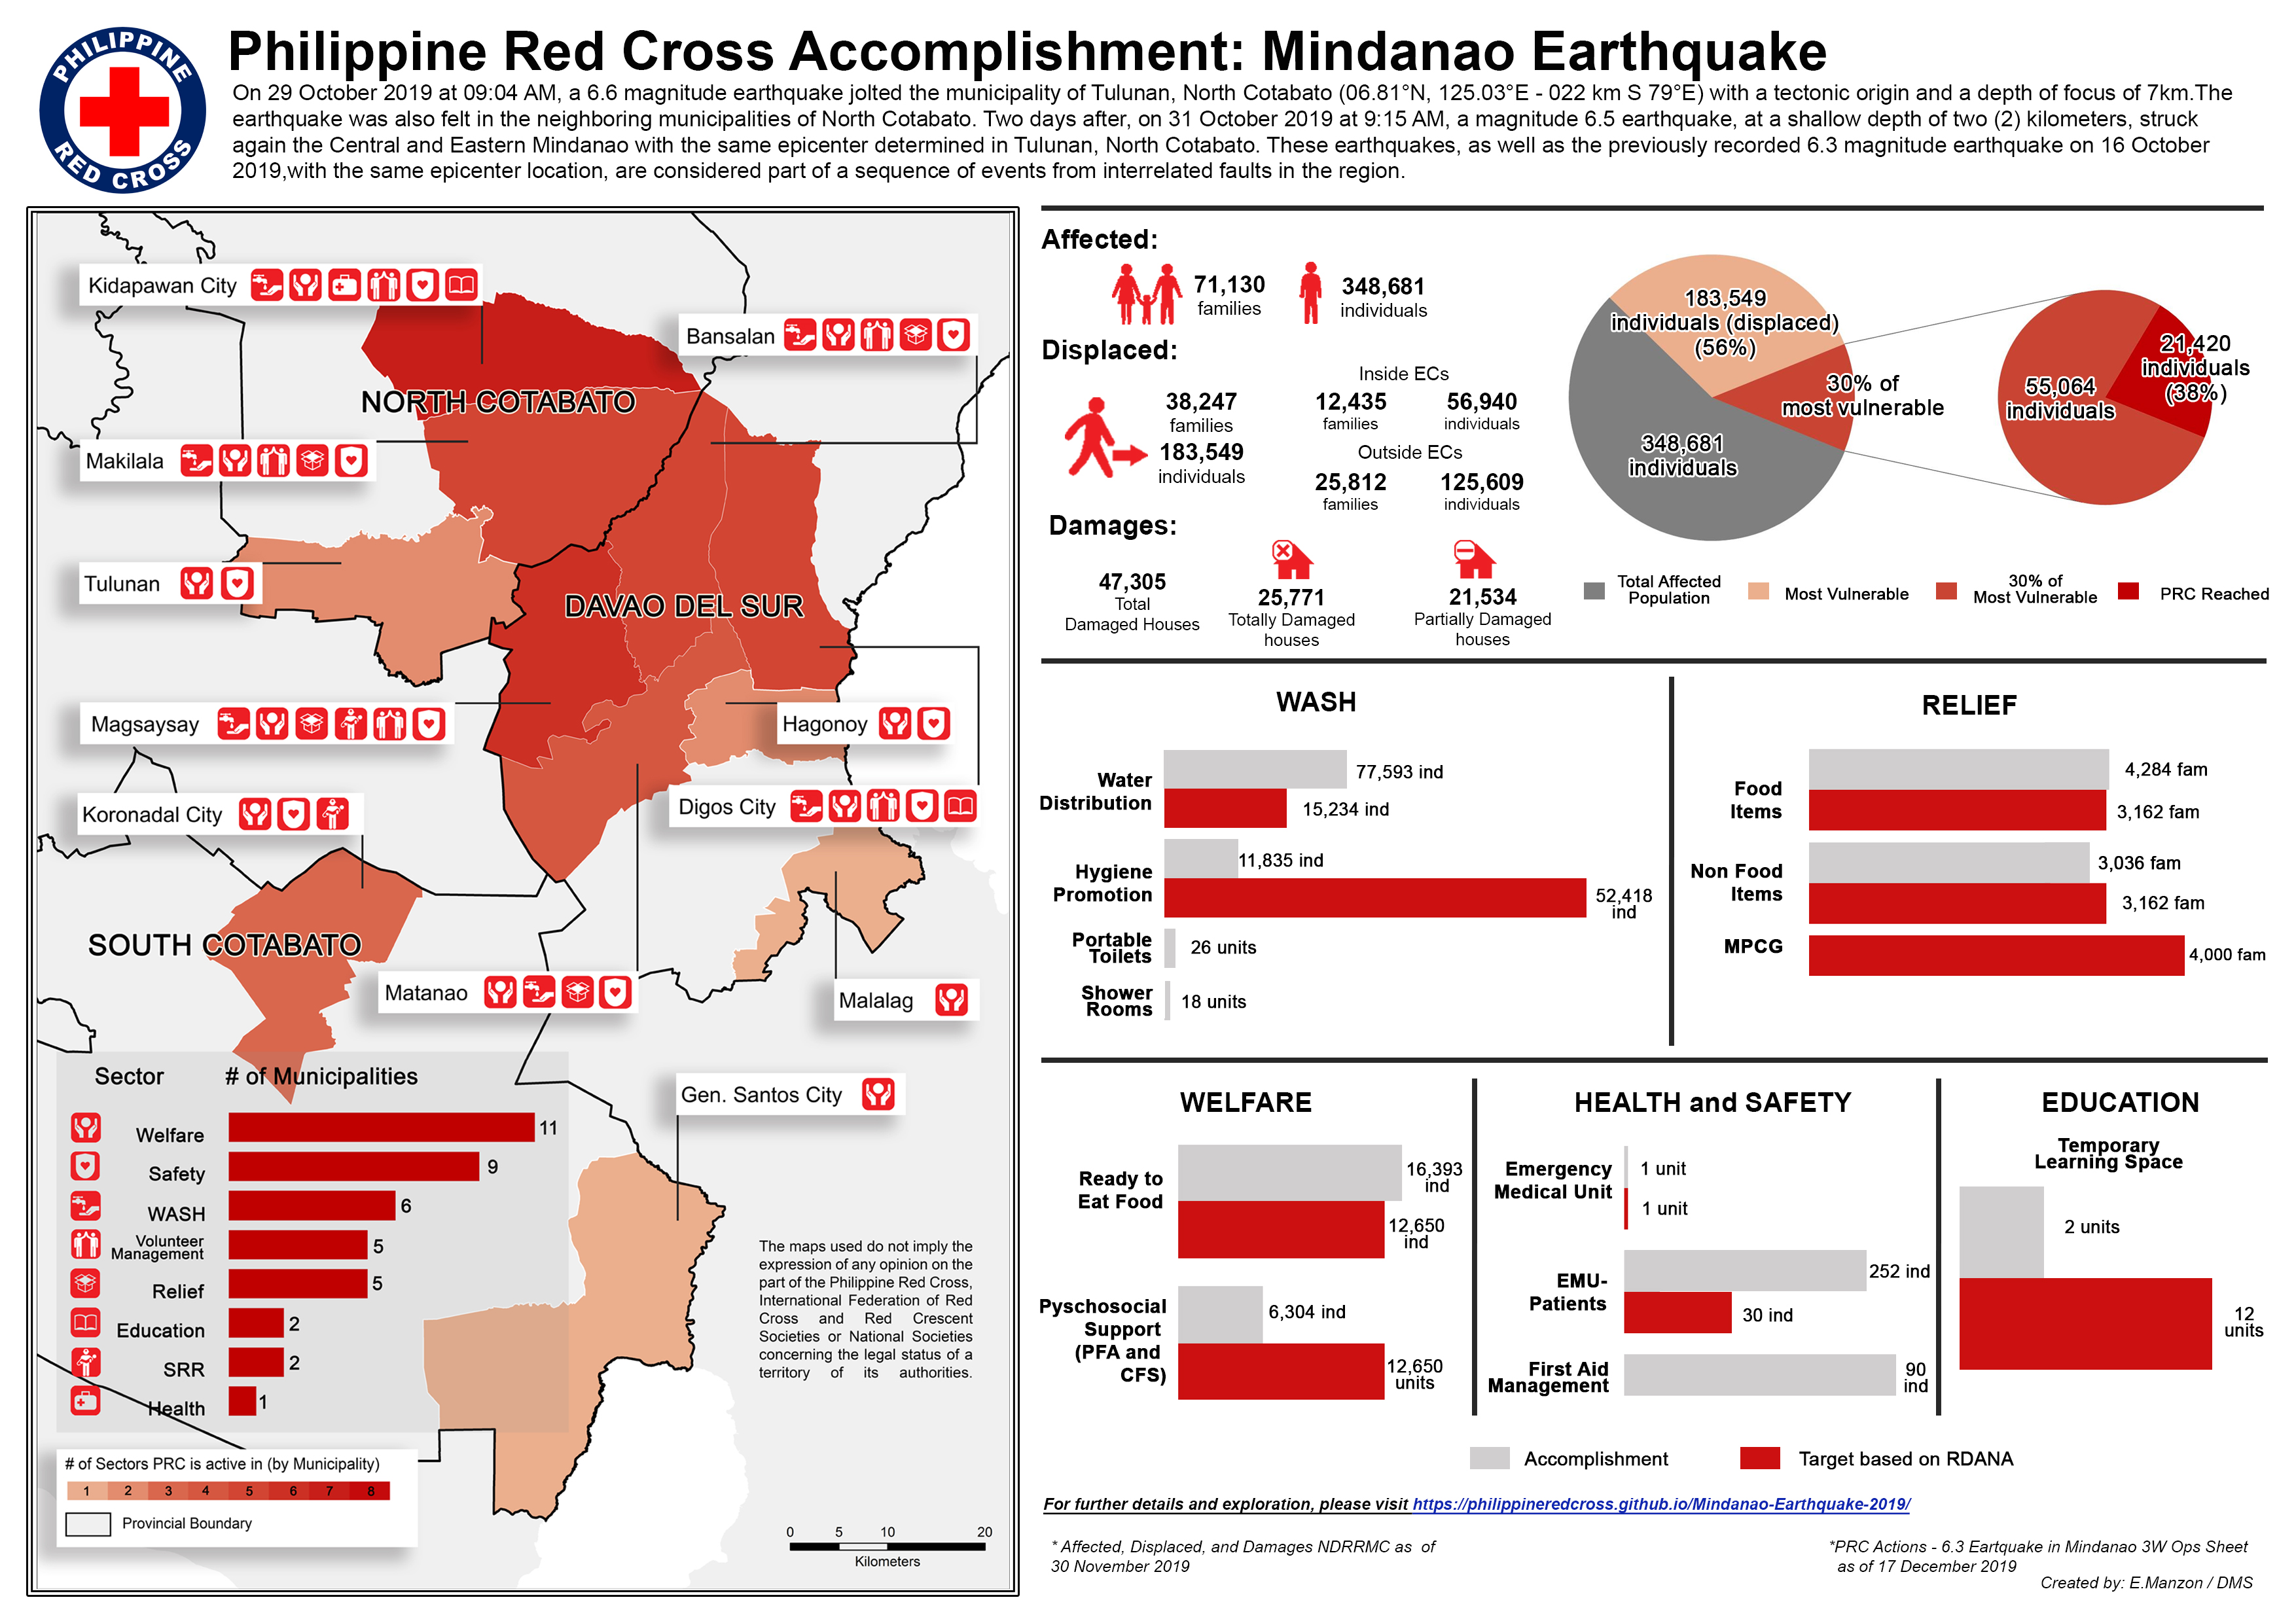 PHILIPPINE
RED CROSS
Philippine Red Cross Accomplishment: Mindanao Earthquake
On 29 October 2019 at 09:04 AM, a 6.6 magnitude earthquake jolted the municipality of Tulunan, North Cotabato (06.81°N, 125.03°E - 022 km S 79°E) with a tectonic origin and a depth of focus of 7km.The
earthquake was also felt in the neighboring municipalities of North Cotabato. Two days after, on 31 October 2019 at 9:15 AM, a magnitude 6.5 earthquake, at a shallow depth of two (2) kilometers, struck
again the Central and Eastern Mindanao with the same epicenter determined in Tulunan, North Cotabato. These earthquakes, as well as the previously recorded 6.3 magnitude earthquake on 16 October
2019,with the same epicenter location, are considered part of a sequence of events from interrelated faults in the region.
Kidapawan City
Bansalan
NORTH COTABATO
Makilala
Tulunan
DAVAO DEL SUR
Magsaysay
Hagonoy
Koronadal City
Digos City
SOUTH COTABATO
Matanao
Malalag
Gen. Santos City
Sector # of Municipalities
Welfare 11
Safety 9
WASH 6
Volunteer
Management 5
Relief 5
Education 2
SRR 2
Health 1
# of Sectors PRC is active in (by Municipality)
1 2 3 4 5 6 7 8
Provincial Boundary
The maps used do not imply the
expression of any opinion on the
part of the Philippine Red Cross,
International Federation of Red
Cross and Red Crescent
Societies or National Societies
concerning the legal status of a
territory of its authorities.
0 5 10 20
Kilometers
Affected:
71,130
families
348,681
individuals
Displaced:
38,247
families
183,549
individuals
Inside ECs
12,435 56,940
families individuals
Outside ECs
25,812 125,609
families individuals
Damages:
47,305
Total
Damaged Houses
25,771
Totally Damaged
houses
21,534
Partially Damaged
houses
183,549
individuals (displaced)
(56%)
30% of
most vulnerable
348,681
individuals
55,064
individuals
21,420
individuals
(38%)
Total Affected
Population
Most Vulnerable
30% of
Most Vulnerable
PRC Reached
WASH
Water
Distribution
77,593 ind
15,234 ind
Hygiene
Promotion
11,835 ind
52,418
ind
Portable
Toilets
26 units
Shower
Rooms
18 units
RELIEF
Food
Items
4,284 fam
3,162 fam
Non Food
Items
3,036 fam
3,162 fam
MPCG
4,000 fam
WELFARE
Ready to
Eat Food
16,393
ind
12,650
ind
Pyschosocial
Support
(PFA and
CFS)
6,304 ind
12,650
units
HEALTH and SAFETY
Emergency
Medical Unit
1 unit
1 unit
EMU-
Patients
252 ind
30 ind
First Aid
Management
90
ind
EDUCATION
Temporary
Learning Space
2 units
12
units
Accomplishment
Target based on RDANA
For further details and exploration, please visit https://philippineredcross.github.io/Mindanao-Earthquake-2019/
* Affected, Displaced, and Damages NDRRMC as of
30 November 2019
*PRC Actions - 6.3 Eartquake in Mindanao 3W Ops Sheet
as of 17 December 2019
Created by: E.Manzon / DMS